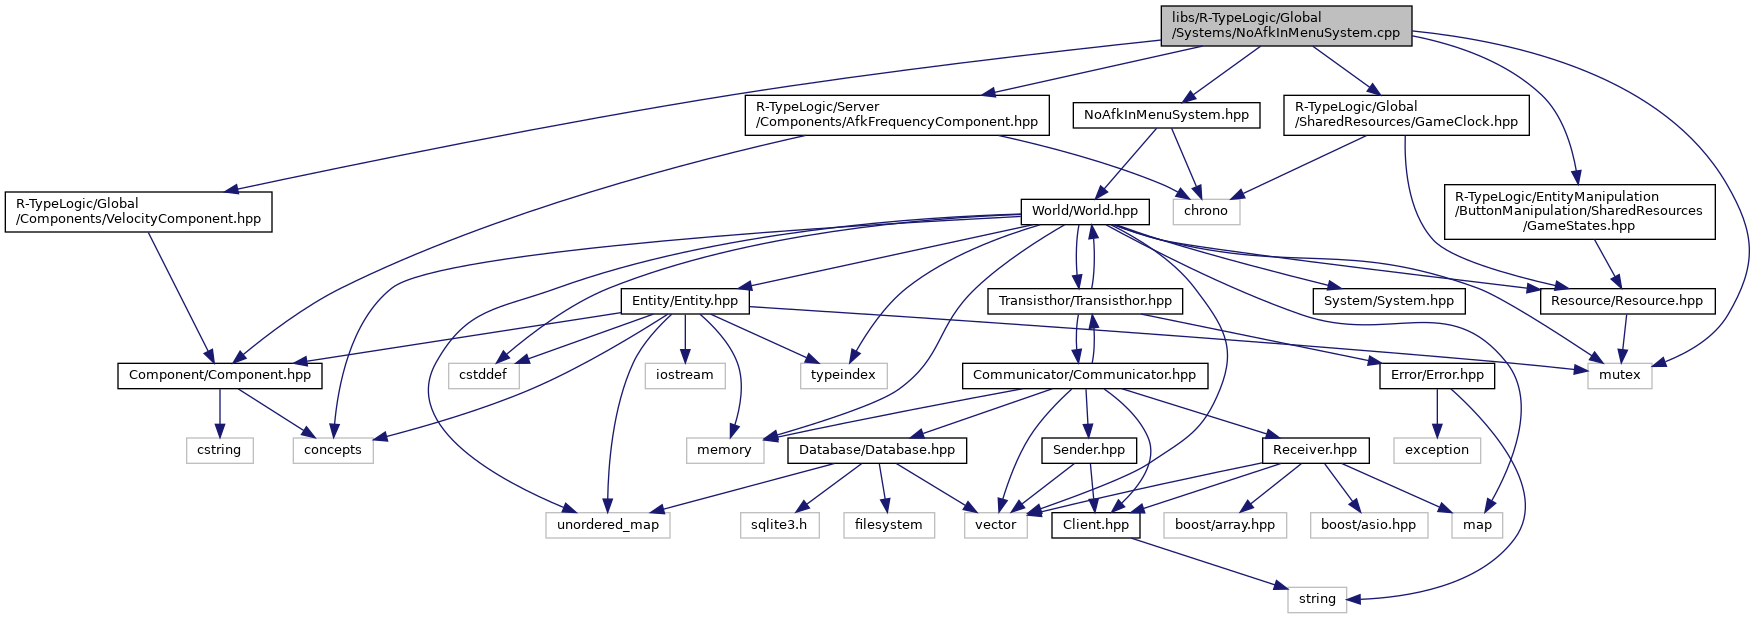 libs/R-TypeLogic/Global
/Systems/NoAfkInMenuSystem.cpp
R-TypeLogic/Server
/Components/AfkFrequencyComponent.hpp
NoAfkInMenuSystem.hpp
R-TypeLogic/Global
/SharedResources/GameClock.hpp
R-TypeLogic/Global
/Components/VelocityComponent.hpp
World/World.hpp
chrono
R-TypeLogic/EntityManipulation
/ButtonManipulation/SharedResources
/GameStates.hpp
Entity/Entity.hpp
Transisthor/Transisthor.hpp
System/System.hpp
Resource/Resource.hpp
Component/Component.hpp
cstddef
iostream
typeindex
Communicator/Communicator.hpp
Error/Error.hpp
mutex
cstring
concepts
memory
Database/Database.hpp
Sender.hpp
Receiver.hpp
exception
unordered_map
sqlite3.h
filesystem
vector
Client.hpp
boost/array.hpp
boost/asio.hpp
map
string